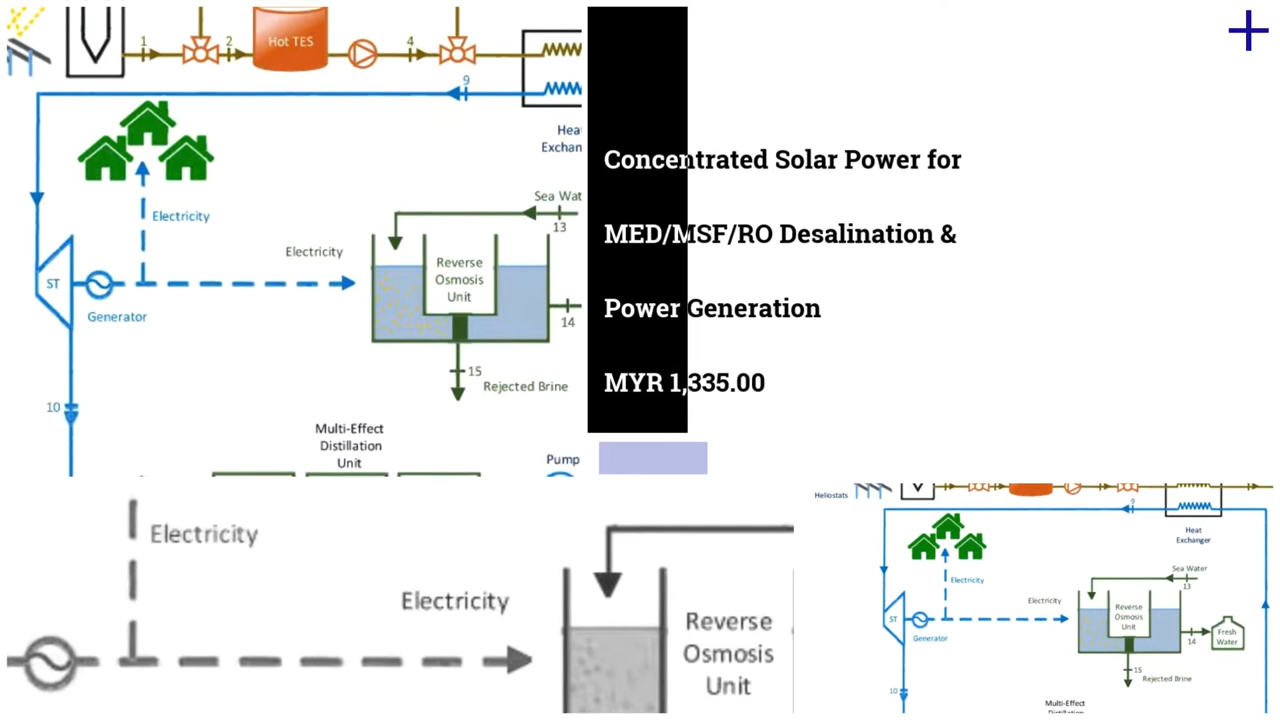 1
2
Hot TES
4
9
Heat
Exchan
Electricity
Sea Wat
13
Electricity
Reverse
Osmosis
Unit
ST
Generator
14
15
Rejected Brine
10
Multi-Effect
Distillation
Unit
Pump
Concentrated Solar Power for
MED/MSF/RO Desalination &
Power Generation
MYR 1,335.00
Electricity
Electricity
Reverse
Osmosis
Unit
Heliostats
9
Heat
Exchanger
Electricity
Sea Water
13
Electricity
Reverse
Osmosis
Unit
ST
Generator
14
Fresh
Water
15
Rejected Brine
10
Multi-Effect
Distillation